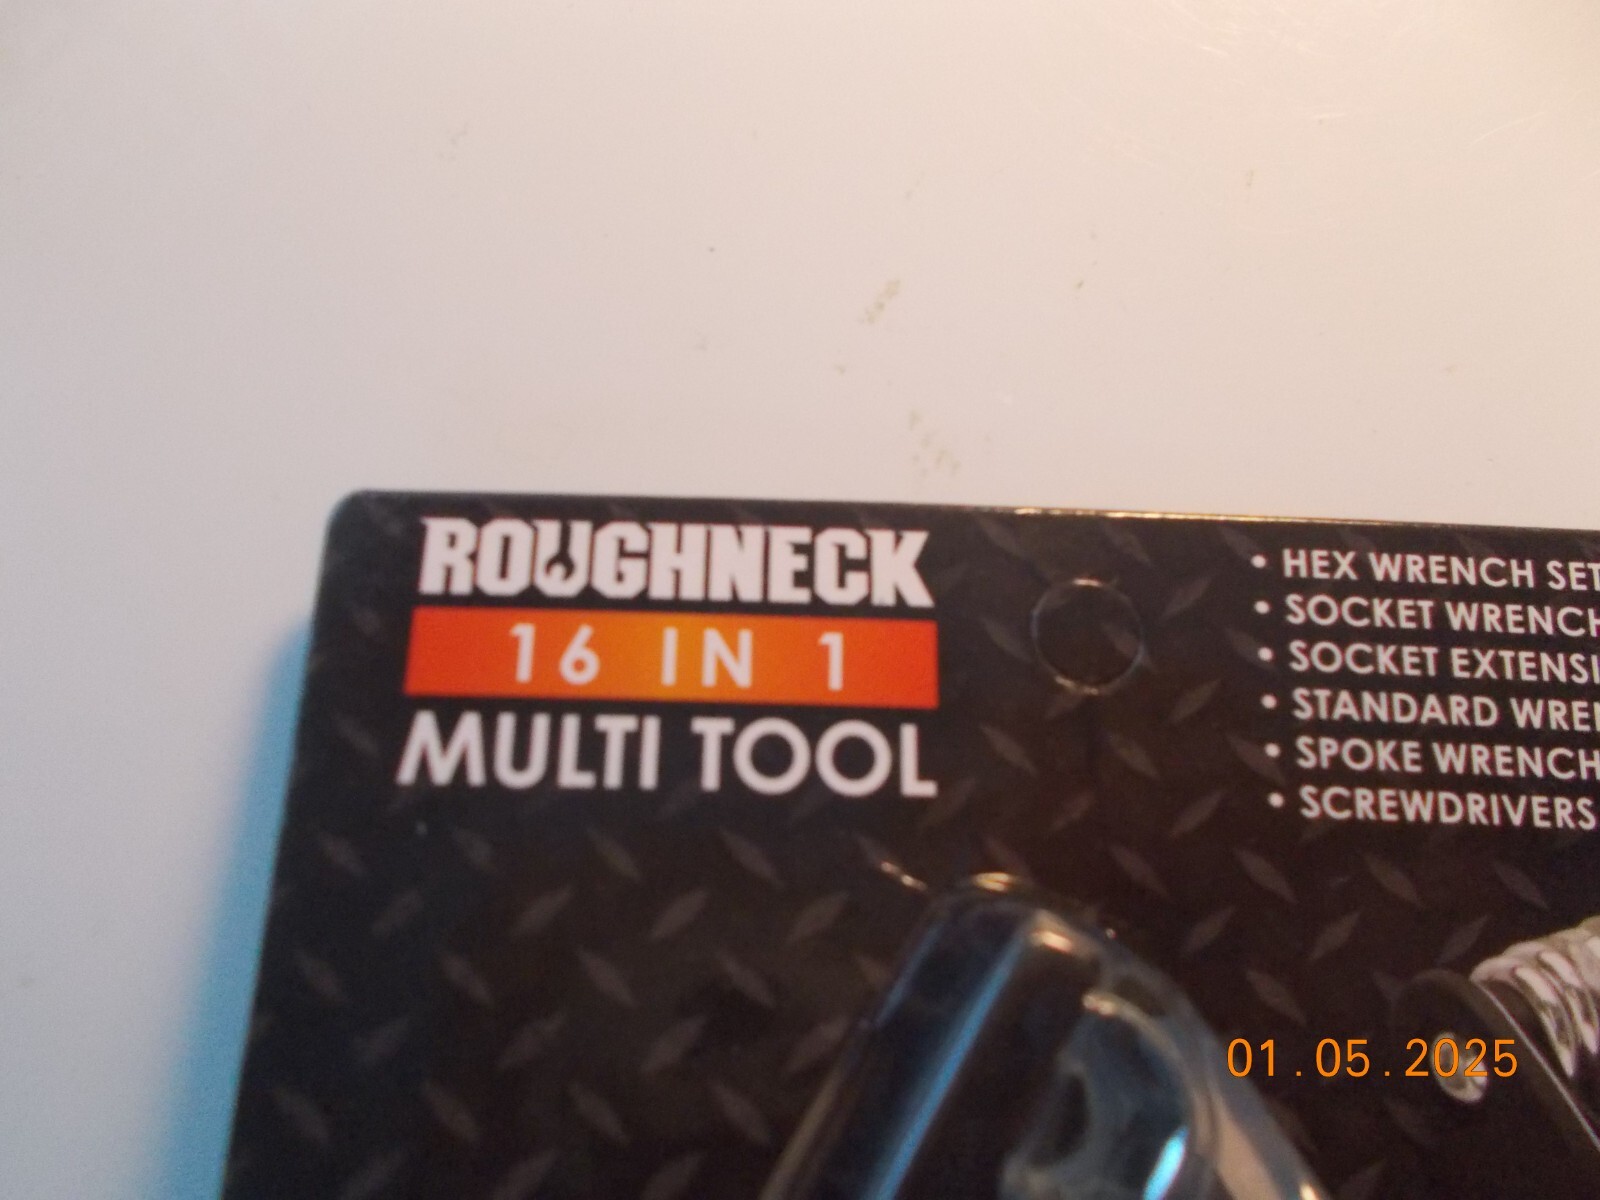 ROUGHNECK
16 IN 1
MULTI TOOL
• HEX WRENCH SET
• SOCKET WRENCH
• SOCKET
• STANDARD
• SPOKE WRENCH
• SCREWDRIVERS
01.05.2025